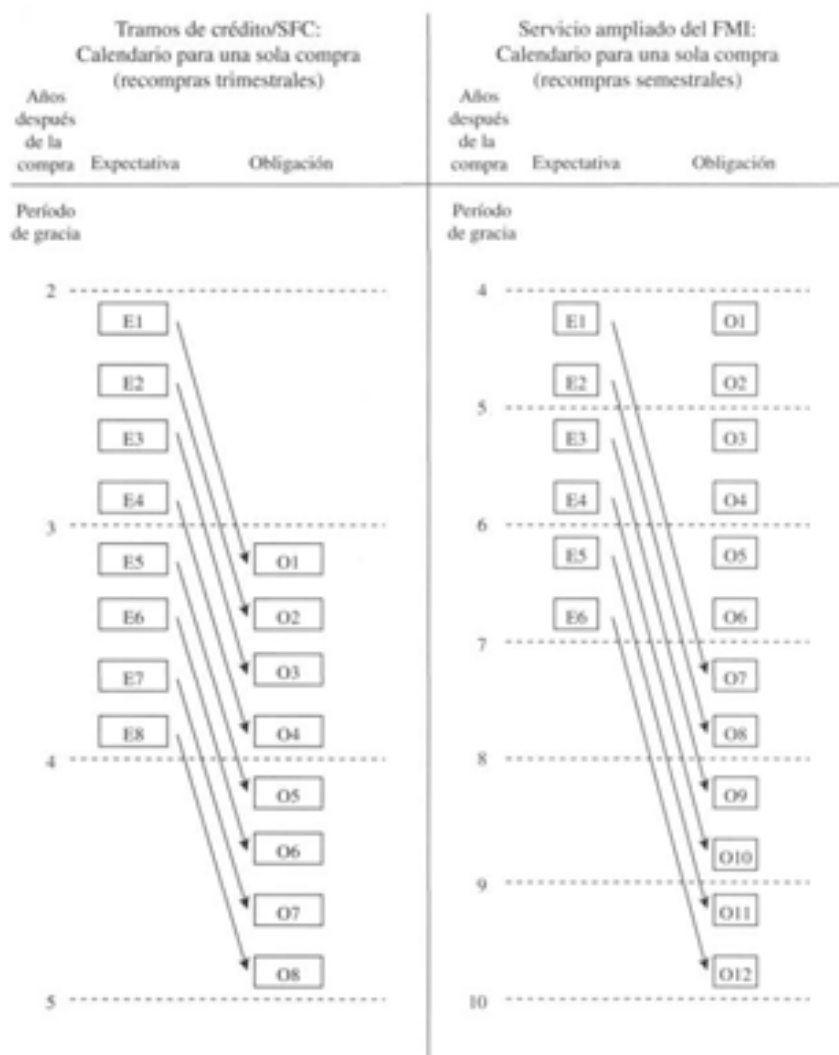 Tramos de crédito/SFC:
Calendario para una sola compra
(recompras trimestrales)
Años
después
de la
compra Expectativa Obligación
Período
de gracia
2
E1
E2
E3
E4
3
E5 O1
E6 O2
E7 O3
E8 O4
4
O5
O6
O7
O8
5
Servicio ampliado del FMI:
Calendario para una sola compra
(recompras semestrales)
Años
después
de la
compra Expectativa Obligación
Período
de gracia
4
E1 O1
E2 O2
5
E3 O3
E4 O4
6
E5 O5
E6 O6
7
O7
O8
8
O9
O10
9
O11
O12
10